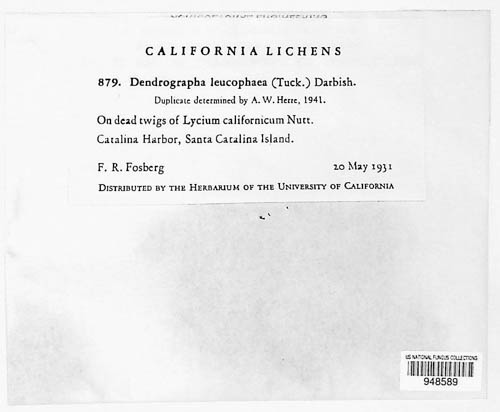 CALIFORNIA LICHENS
879. Dendrographa leucophaea (Tuck.) Darbish.
Duplicate determined by A. W. Herre, 1941.
On dead twigs of Lycium californicum Nutt.
Catalina Harbor, Santa Catalina Island.
F. R. Fosberg 20 May 1931
DISTRIBUTED BY THE HERBARIUM OF THE UNIVERSITY OF CALIFORNIA
US NATIONAL FUNGUS COLLECTIONS
948589